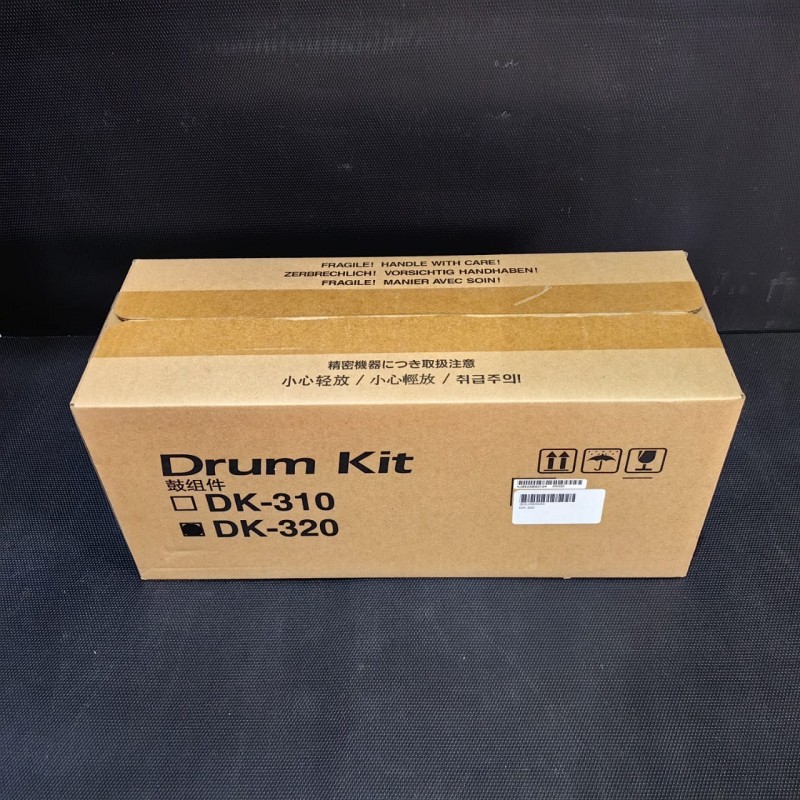 FRAGILE! HANDLE WITH CARE!
ZERBRECHLICH! VORSICHTIG HANDHABEN!
FRAGILE! MANIER AVEC SOIN!
精密機器につき取扱注意
小心轻放 / 小心輕放 / 취급주의!
Drum Kit
鼓组件
DK-310
DK-320